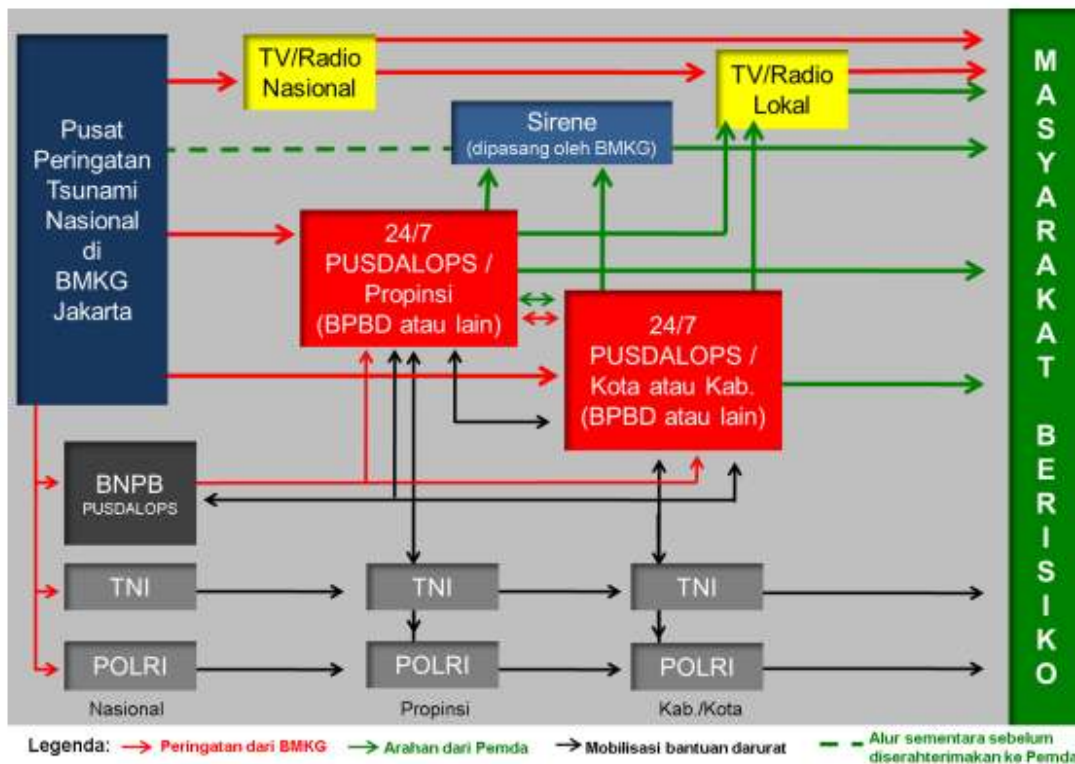 TV/Radio
Nasional
TV/Radio
Lokal
Pusat
Peringatan
Tsunami
Nasional
di
BMKG
Jakarta
Sirene
(dipasang oleh BMKG)
24/7
PUSDALOPS /
Propinsi
(BPBD atau lain)
24/7
PUSDALOPS /
Kota atau Kab.
(BPBD atau lain)
BNPB
PUSDALOPS
TNI
TNI
TNI
POLRI
POLRI
POLRI
Nasional
Propinsi
Kab./Kota
MASYARAKAT BERISIKO
Legenda:
Peringatan dari BMKG
Arahan dari Pemda
Mobilisasi bantuan darurat
Alur sementara sebelum
diserahterimakan ke Pemda